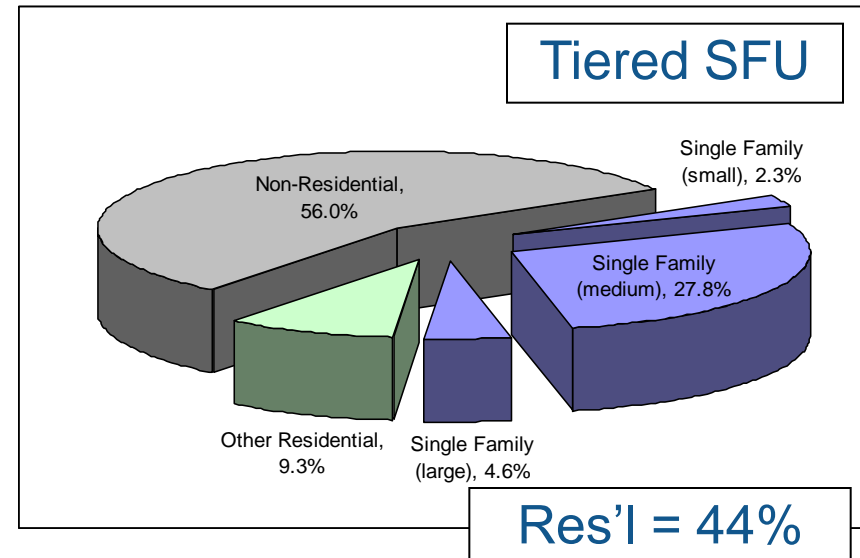 Tiered SFU
Non-Residential,
56.0%
Single Family
(small), 2.3%
Single Family
(medium), 27.8%
Other Residential,
9.3%
Single Family
(large), 4.6%
Res'l = 44%